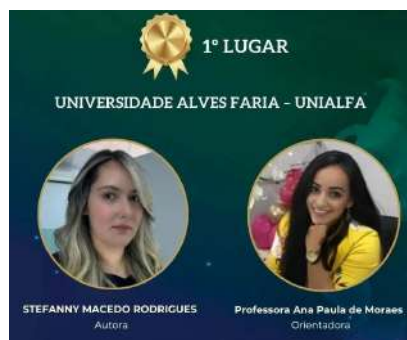 1º LUGAR
UNIVERSIDADE ALVES FARIA – UNIALFA
STEFANNY MACEDO RODRIGUES
Autora
Professora Ana Paula de Moraes
Orientadora